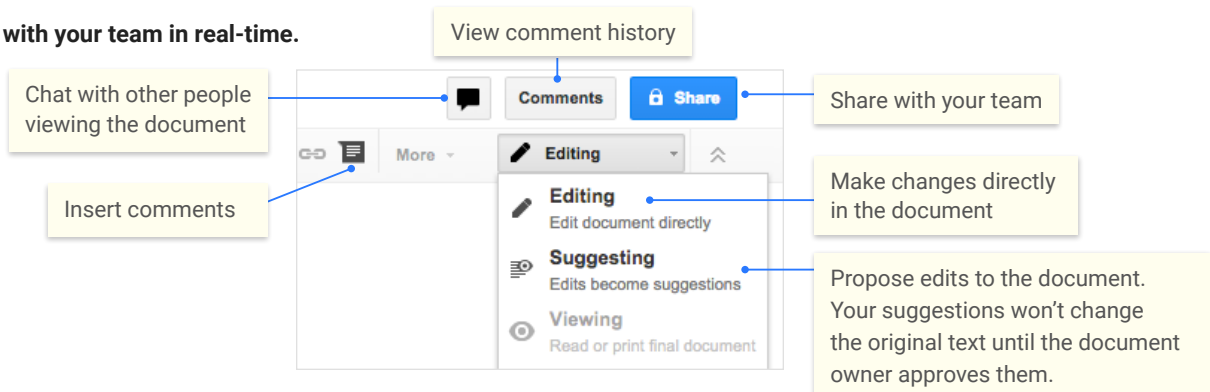 with your team in real-time.
View comment history
Chat with other people
viewing the document
Comments
Share
Share with your team
More
Editing
Insert comments
Editing
Edit document directly
Make changes directly
in the document
Suggesting
Edits become suggestions
Propose edits to the document.
Your suggestions won’t change
the original text until the document
owner approves them.
Viewing
Read or print final document